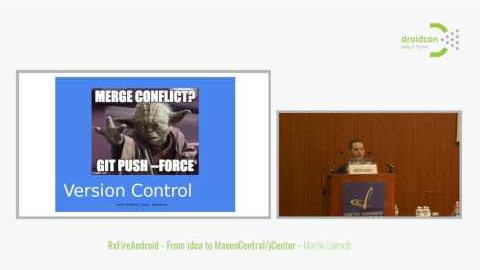 droidcon
MERGE CONFLICT?
GIT PUSH --FORCE
Version Control
RxFireAndroid - From idea to MavenCentral/jCenter - Martin Liersch